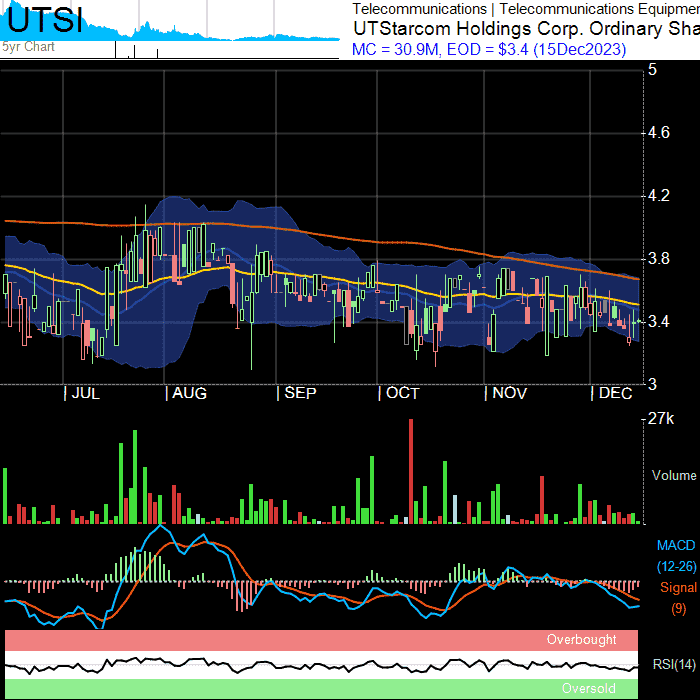 UTSI
5yr Chart
Telecommunications | Telecommunications Equipmer
UTStarcom Holdings Corp. Ordinary Sha
MC = 30.9M, EOD = $3.4 (15Dec2023)
5
4.6
4.2
3.8
3.4
3
| JUL | AUG | SEP | OCT | NOV | DEC
27k
Volume
MACD
(12-26)
Signal
(9)
Overbought
RSI(14)
Oversold